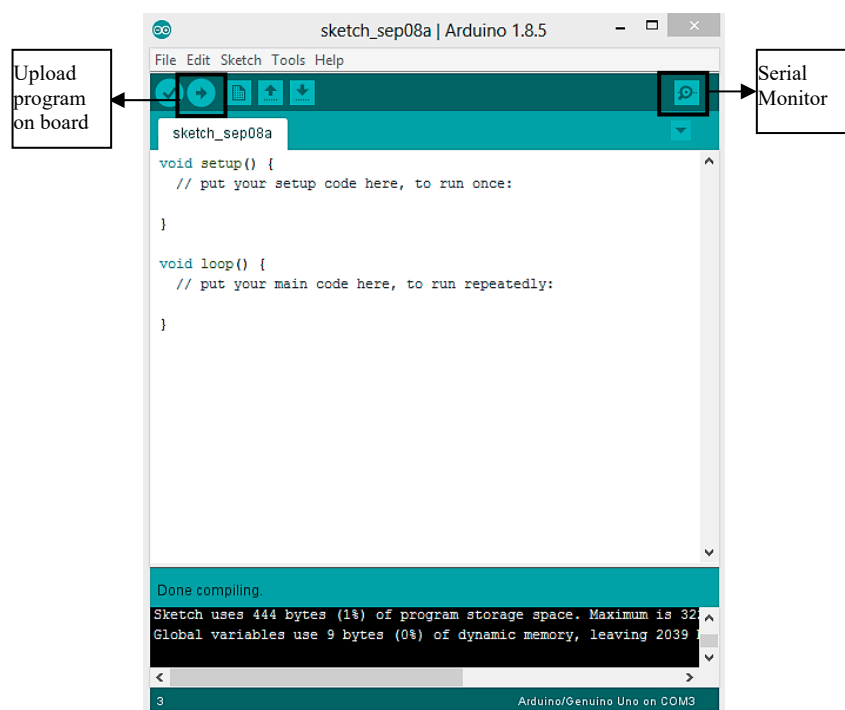 sketch_sep08a | Arduino 1.8.5
File Edit Sketch Tools Help
Upload
program
on board
Serial
Monitor
sketch_sep08a
void setup() {
// put your setup code here, to run once:
}
void loop() {
// put your main code here, to run repeatedly:
}
Done compiling.
Sketch uses 444 bytes (1%) of program storage space. Maximum is 32
Global variables use 9 bytes (0%) of dynamic memory, leaving 2039
3 Arduino/Genuino Uno on COM3